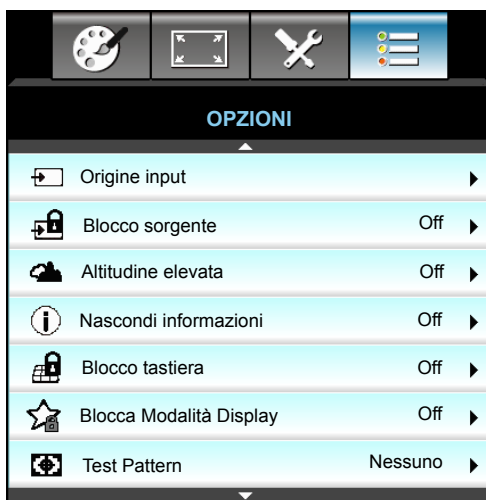 OPZIONI
Origine input
Blocco sorgente Off
Altitudine elevata Off
Nascondi informazioni Off
Blocco tastiera Off
Blocca Modalità Display Off
Test Pattern Nessuno